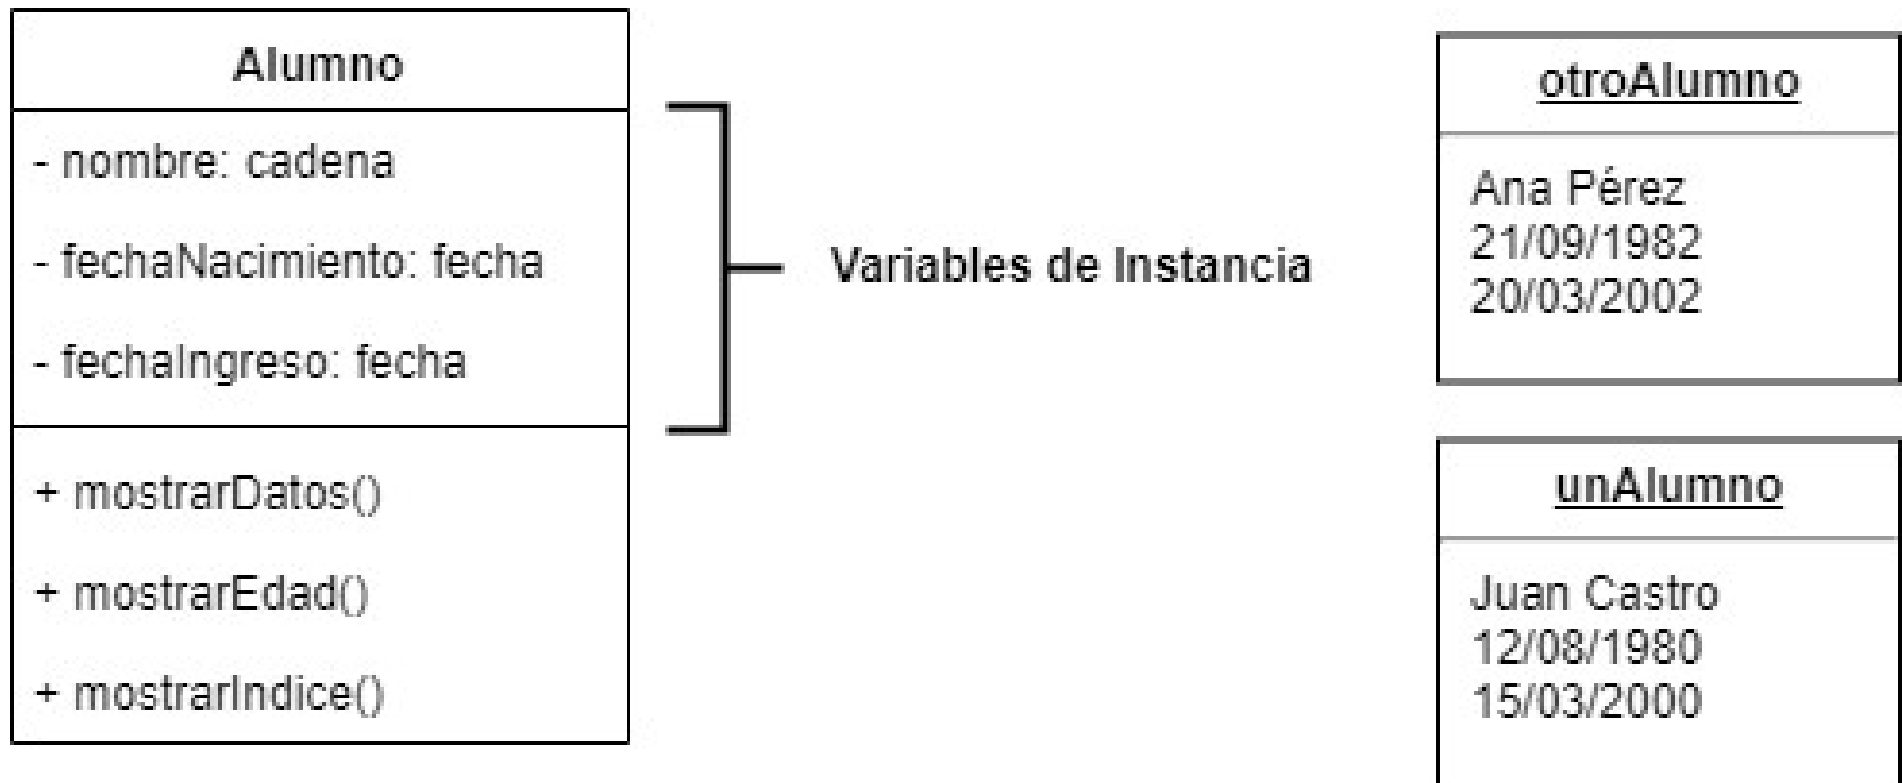 Alumno
- nombre: cadena
- fechaNacimiento: fecha
- fechaIngreso: fecha
+ mostrarDatos()
+ mostrarEdad()
+ mostrarIndice()
Variables de Instancia
otroAlumno
Ana Pérez
21/09/1982
20/03/2002
unAlumno
Juan Castro
12/08/1980
15/03/2000